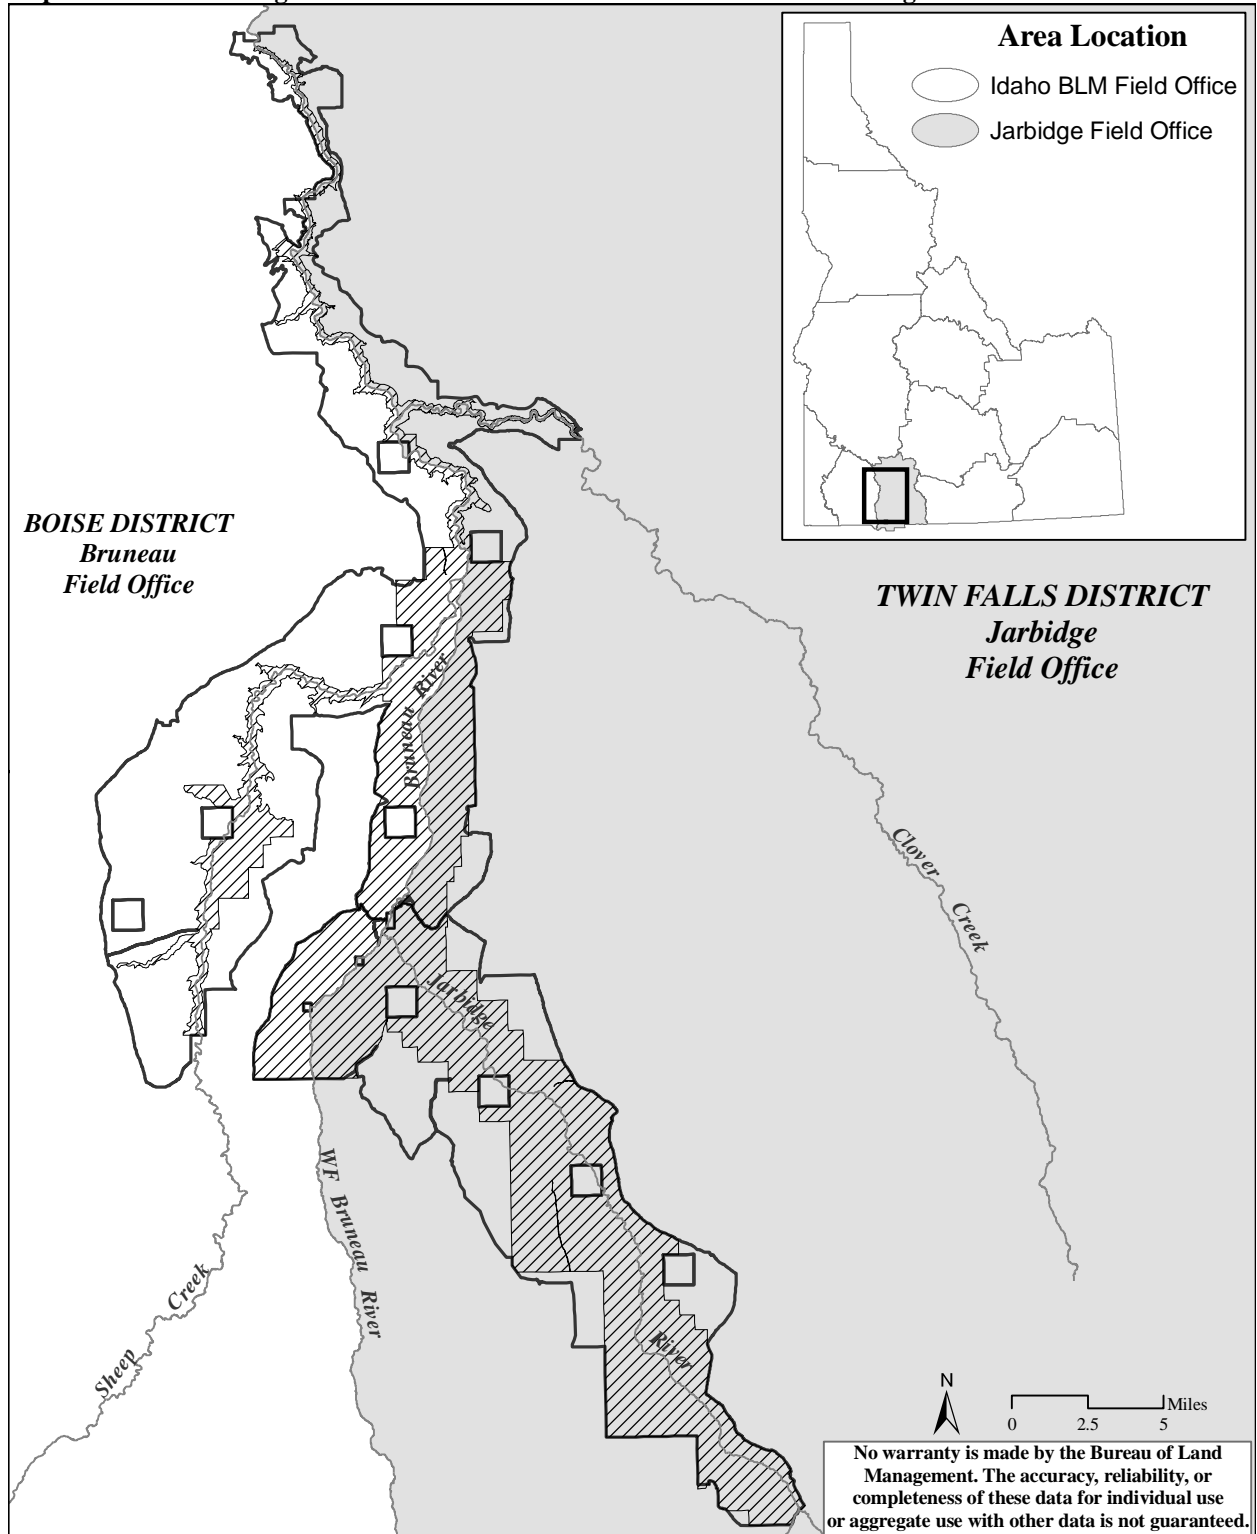 Area Location
Idaho BLM Field Office
Jarbidge Field Office
BOISE DISTRICT
Bruneau
Field Office
TWIN FALLS DISTRICT
Jarbidge
Field Office
Bruneau River
Clover Creek
Jarbidge
River
WF Bruneau River
Sheep Creek
N
Miles
0 2.5 5
No warranty is made by the Bureau of Land
Management. The accuracy, reliability, or
completeness of these data for individual use
or aggregate use with other data is not guaranteed.